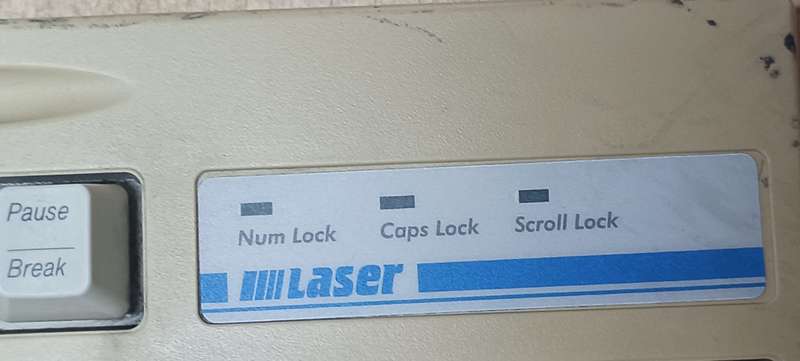 Pause
Break
Num Lock
Caps Lock
Scroll Lock
Laser